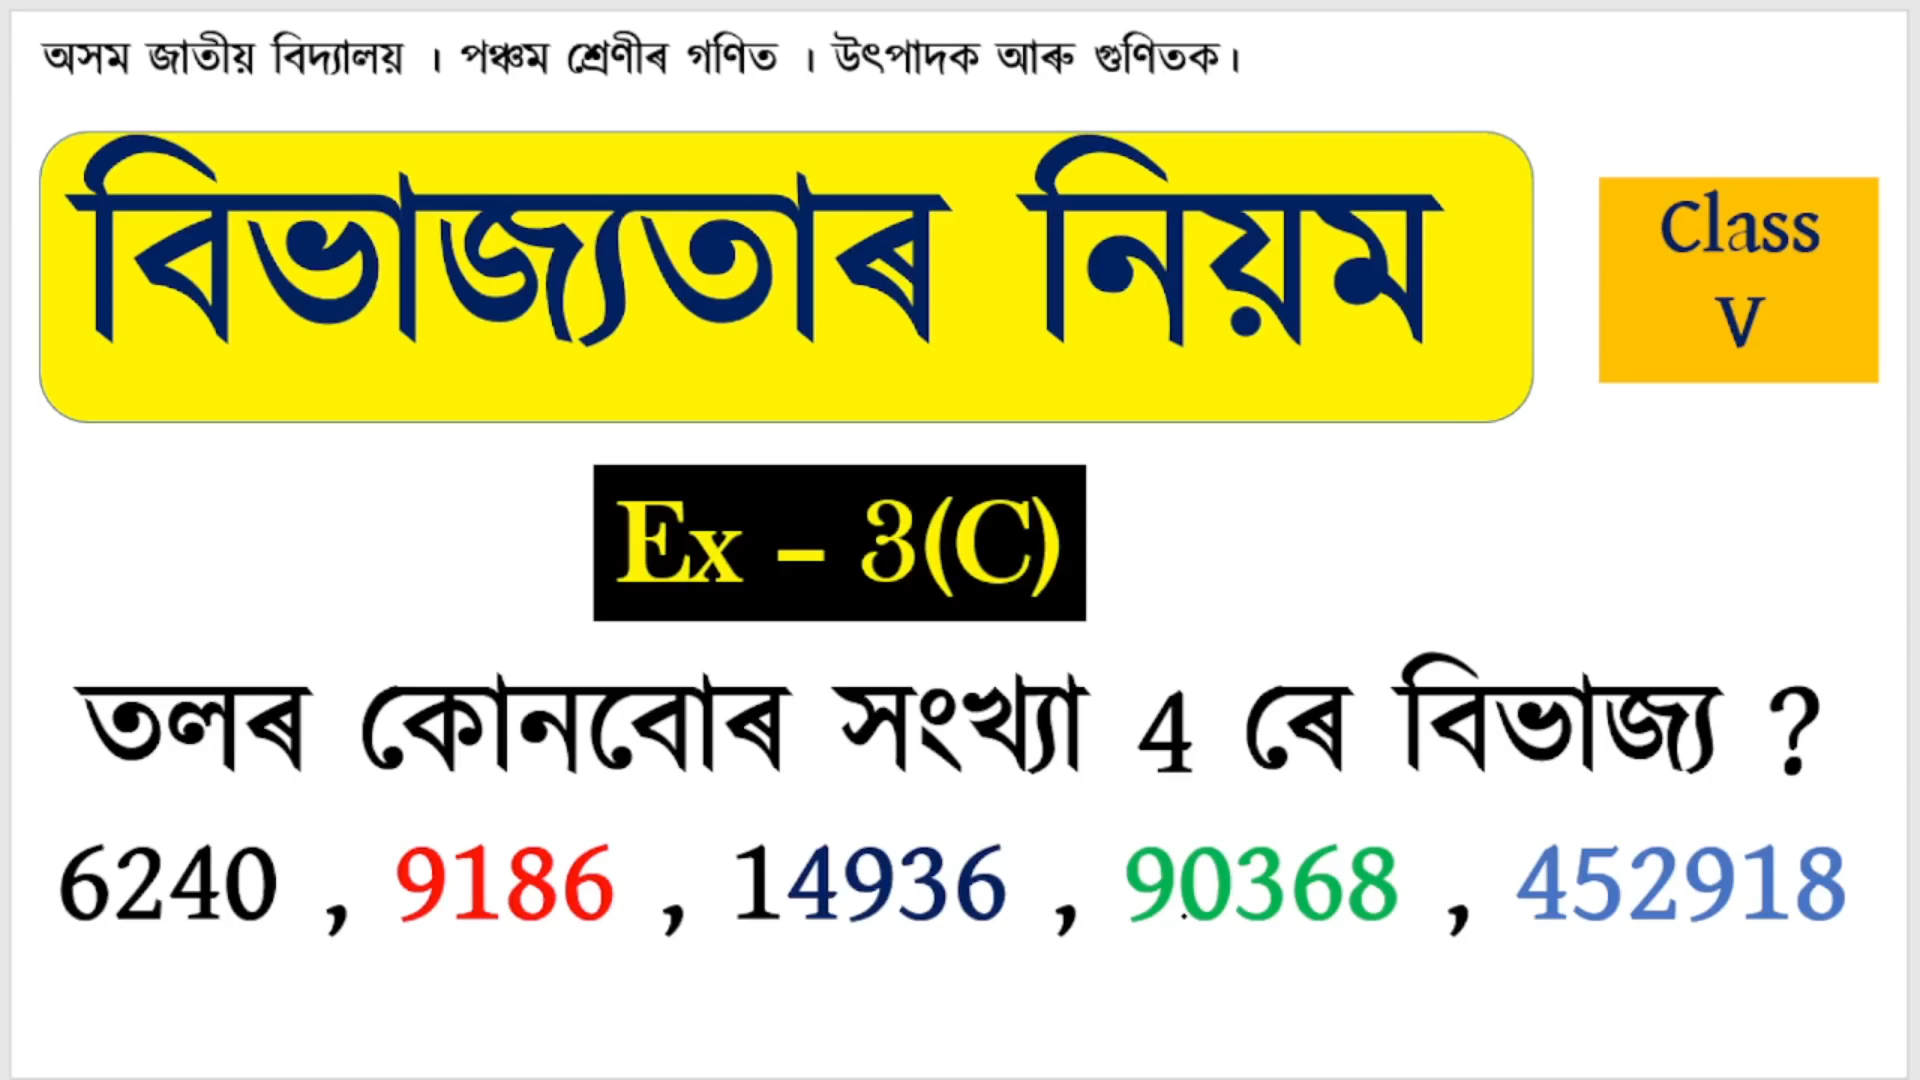 অসম জাতীয় বিদ্যালয় । পঞ্চম শ্ৰেণীৰ গণিত । উৎপাদক আৰু গুণিতক।
বিভাজ্যতাৰ নিয়ম
Class
V
Ex – 3(C)
তলৰ কোনবোৰ সংখ্যা 4 ৰে বিভাজ্য ?
6240 , 9186 , 14936 , 90368 , 452918